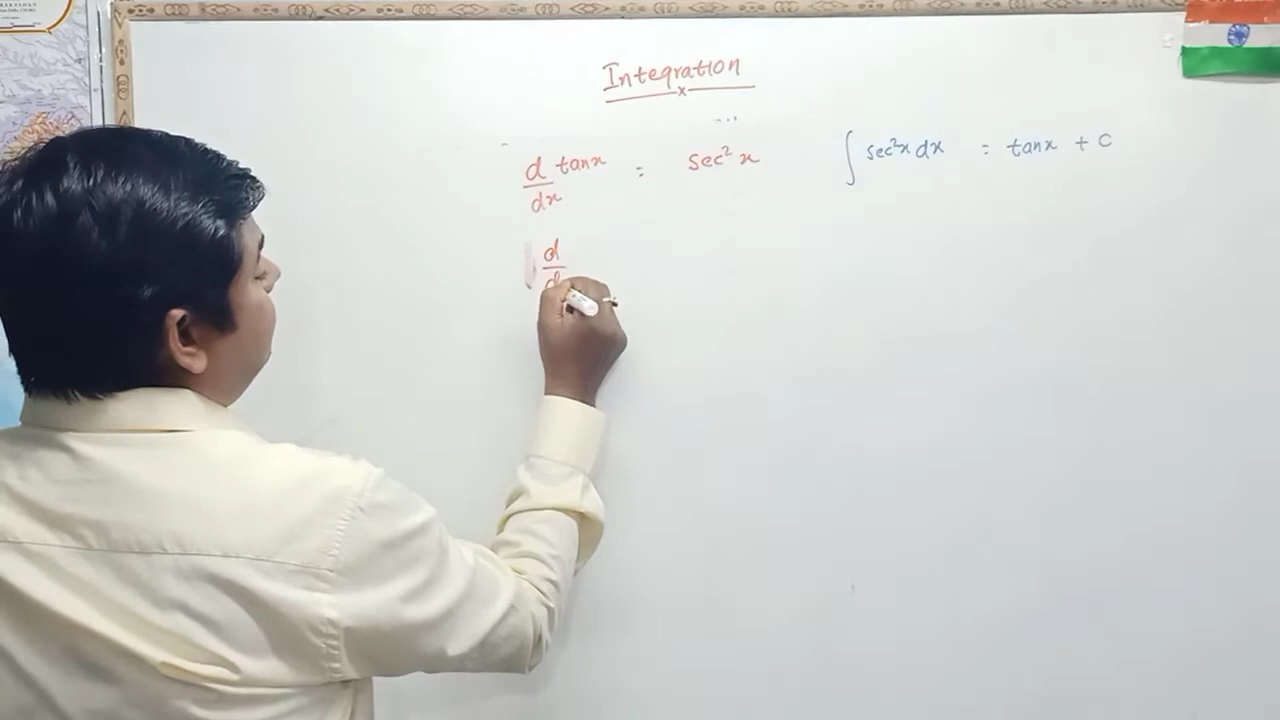 Integration
x
d/dx tanx = sec²x ∫ sec²x dx = tanx + c
d/d